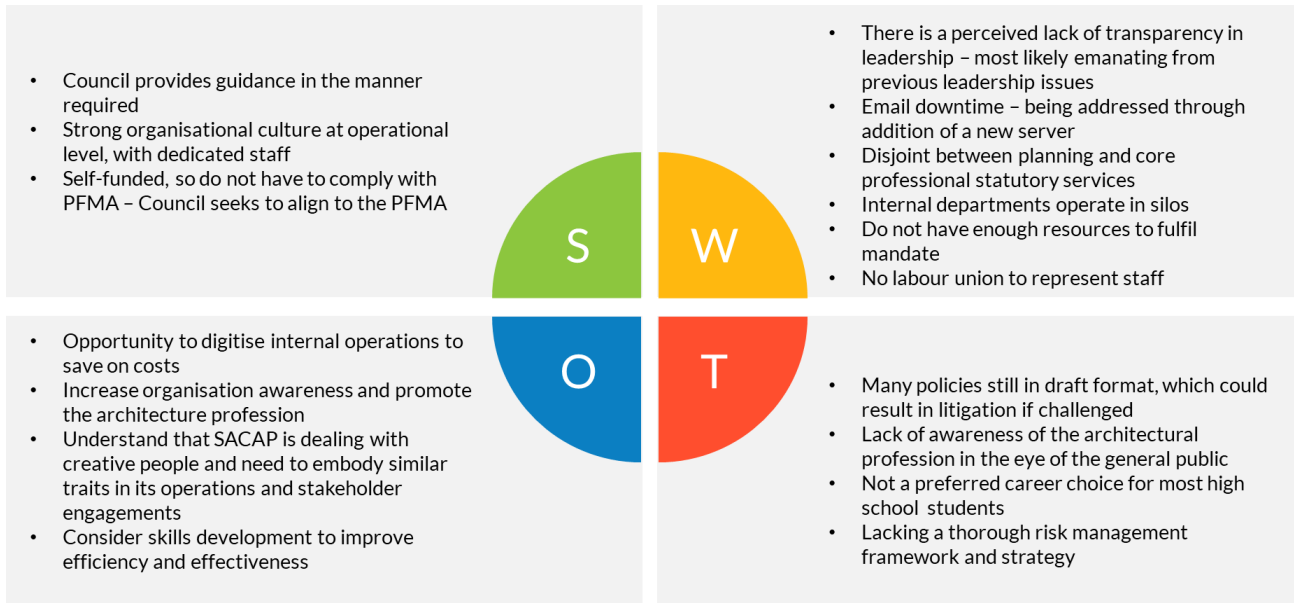 • Council provides guidance in the manner
required
• Strong organisational culture at operational
level, with dedicated staff
• Self-funded, so do not have to comply with
PFMA – Council seeks to align to the PFMA
S
• There is a perceived lack of transparency in
leadership – most likely emanating from
previous leadership issues
• Email downtime – being addressed through
addition of a new server
• Disjoint between planning and core
professional statutory services
• Internal departments operate in silos
• Do not have enough resources to fulfil
mandate
• No labour union to represent staff
W
• Opportunity to digitise internal operations to
save on costs
• Increase organisation awareness and promote
the architecture profession
• Understand that SACAP is dealing with
creative people and need to embody similar
traits in its operations and stakeholder
engagements
• Consider skills development to improve
efficiency and effectiveness
O
• Many policies still in draft format, which could
result in litigation if challenged
• Lack of awareness of the architectural
profession in the eye of the general public
• Not a preferred career choice for most high
school students
• Lacking a thorough risk management
framework and strategy
T